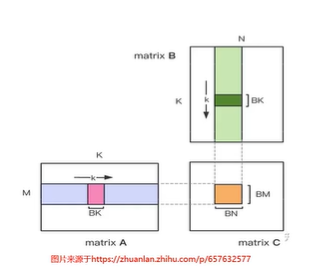 N
matrix B
K
k
BK
K
k
M
BK
BM
BN
matrix A
matrix C
图片来源于https://zhuanlan.zhihu.com/p/657632577